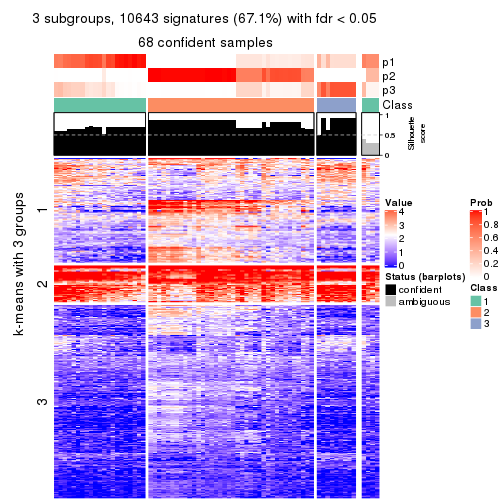 3 subgroups, 10643 signatures (67.1%) with fdr < 0.05
68 confident samples
p1
p2
p3
Class
1
0.5
0
Silhouette
score
k-means with 3 groups
1
2
3
Value
4
3
2
1
0
Status (barplots)
confident
ambiguous
Prob
1
0.8
0.6
0.4
0.2
0
Class
1
2
3